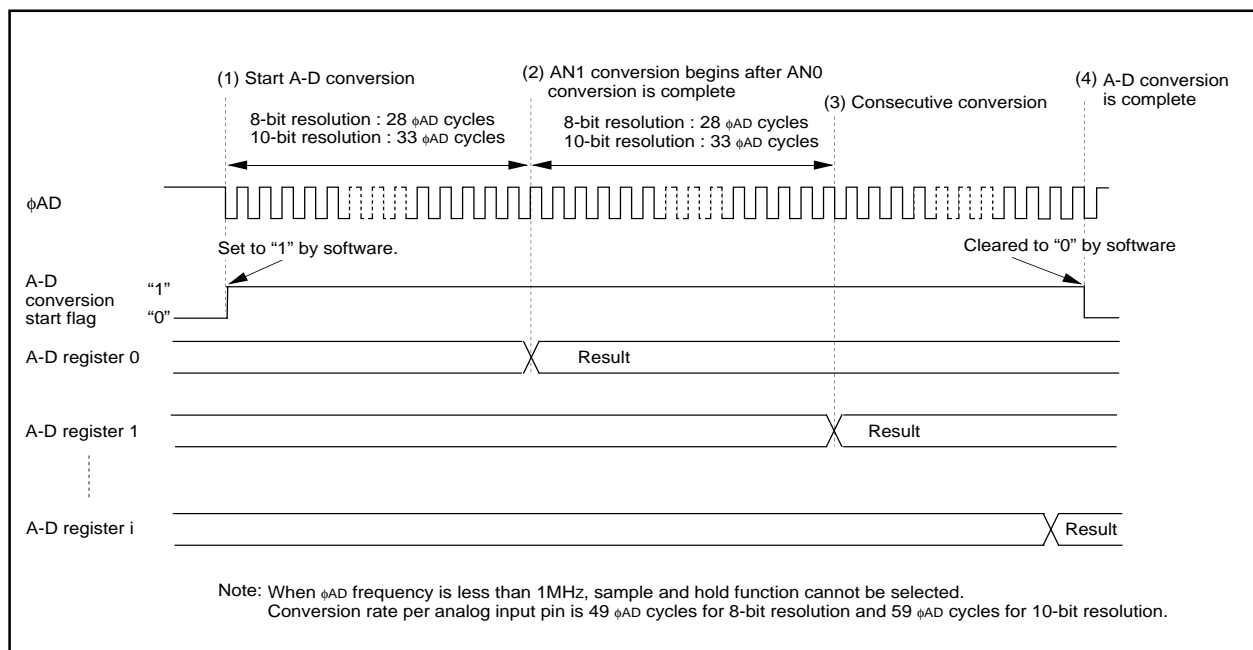 (1) Start A-D conversion
(2) AN1 conversion begins after AN0
conversion is complete
(3) Consecutive conversion
(4) A-D conversion
is complete
8-bit resolution : 28 φAD cycles
10-bit resolution : 33 φAD cycles
8-bit resolution : 28 φAD cycles
10-bit resolution : 33 φAD cycles
φAD
Set to “1” by software.
Cleared to “0” by software
A-D
conversion
start flag
“1”
“0”
A-D register 0
Result
A-D register 1
Result
A-D register i
Result
Note: When φAD frequency is less than 1MHz, sample and hold function cannot be selected.
Conversion rate per analog input pin is 49 φAD cycles for 8-bit resolution and 59 φAD cycles for 10-bit resolution.